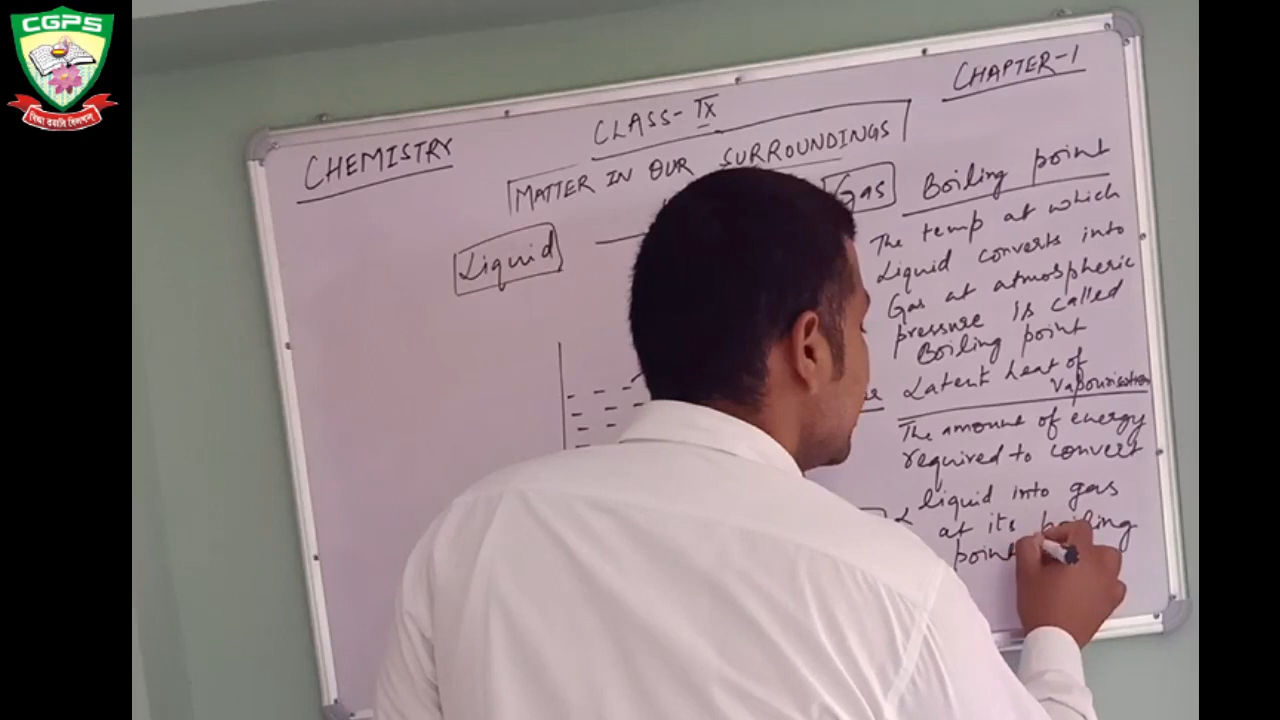 CGPS
CHEMISTRY
CLASS-IX
CHAPTER-1
MATTER IN OUR SURROUNDINGS
Liquid
Gas
Boiling point
The temp at which
Liquid converts into
Gas at atmospheric
pressure is called
Boiling point
Latent heat of
Vapourisation
The amount of energy
required to convert
liquid into gas
at its boiling
point